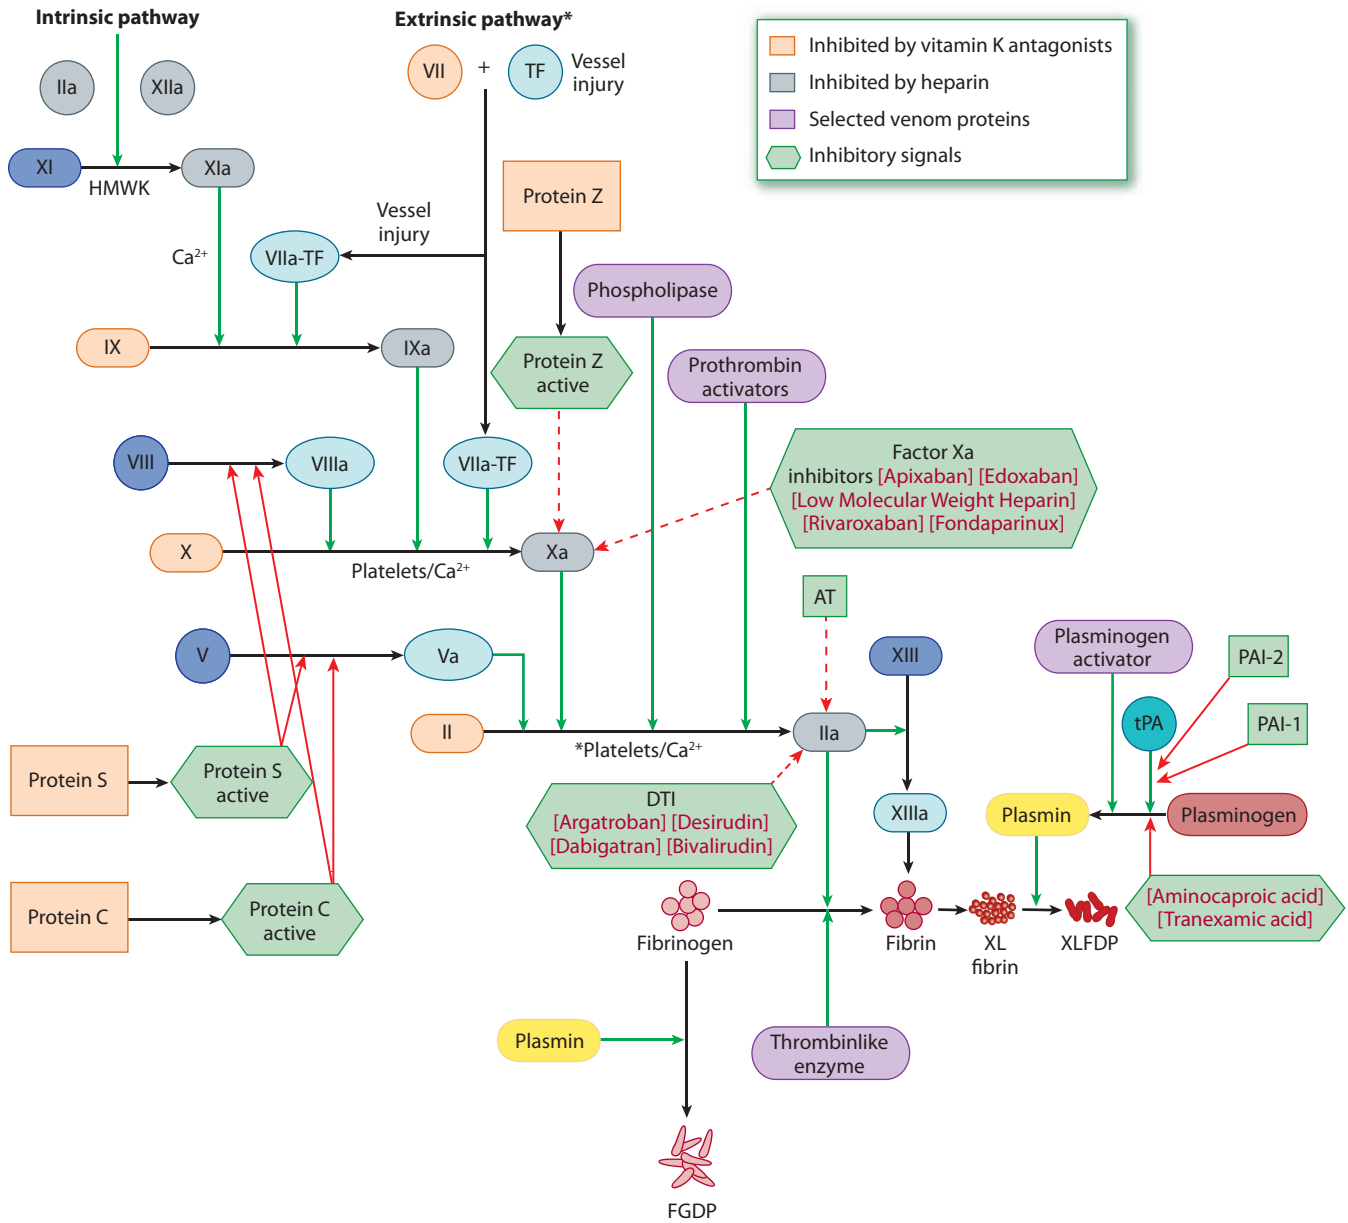 Intrinsic pathway
Extrinsic pathway*
Inhibited by vitamin K antagonists
Inhibited by heparin
Selected venom proteins
Inhibitory signals
IIa
XIIa
VII
+
TF
Vessel
injury
XI
HMWK
XIa
Protein Z
Vessel
injury
Ca2+
VIIa-TF
Phospholipase
IX
IXa
Protein Z
active
Prothrombin
activators
VIII
VIIIa
VIIa-TF
Factor Xa
inhibitors [Apixaban] [Edoxaban]
[Low Molecular Weight Heparin]
[Rivaroxaban] [Fondaparinux]
X
Platelets/Ca2+
Xa
AT
V
Va
XIII
Plasminogen
activator
PAI-2
tPA
PAI-1
II
*Platelets/Ca2+
IIa
Protein S
Protein S
active
DTI
[Argatroban] [Desirudin]
[Dabigatran] [Bivalirudin]
XIIIa
Plasmin
Plasminogen
Protein C
Protein C
active
[Aminocaproic acid]
[Tranexamic acid]
Fibrinogen
Fibrin
XL
fibrin
XLFDP
Plasmin
Thrombinlike
enzyme
FGDP